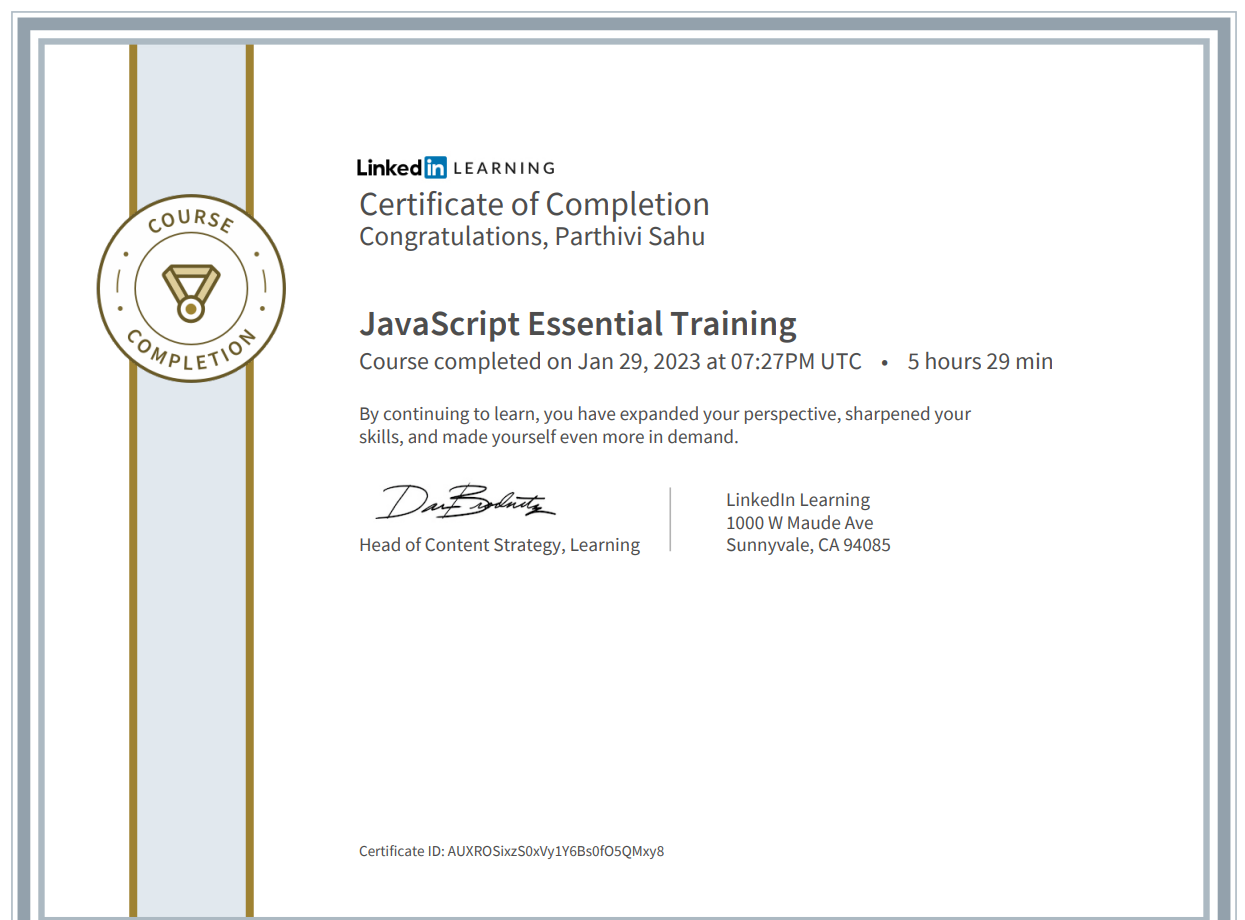 COURSE
COMPLETION
Linked in LEARNING
Certificate of Completion
Congratulations, Parthivi Sahu
JavaScript Essential Training
Course completed on Jan 29, 2023 at 07:27PM UTC • 5 hours 29 min
By continuing to learn, you have expanded your perspective, sharpened your
skills, and made yourself even more in demand.
Head of Content Strategy, Learning
LinkedIn Learning
1000 W Maude Ave
Sunnyvale, CA 94085
Certificate ID: AUXROSixzS0xVy1Y6Bs0fO5QMxy8